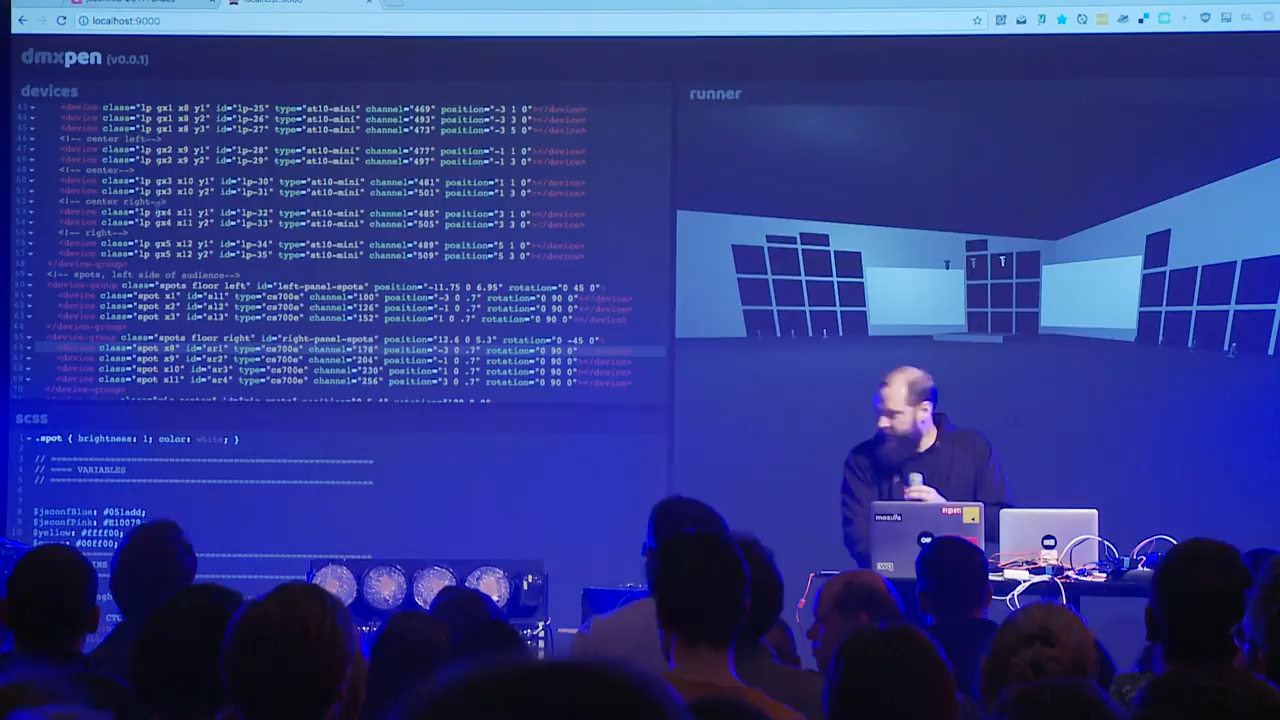 localhost:9000
dmxpen (v0.0.1)
devices
<device class="lp gx1 x8 y1" id="lp-25" type="at10-mini" channel="469" position="-3 1 0"></device>
<device class="lp gx1 x8 y2" id="lp-26" type="at10-mini" channel="493" position="-3 3 0"></device>
<device class="lp gx1 x8 y3" id="lp-27" type="at10-mini" channel="473" position="-3 5 0"></device>
<!-- center left-->
<device class="lp gx2 x9 y1" id="lp-28" type="at10-mini" channel="477" position="-1 1 0"></device>
<device class="lp gx2 x9 y2" id="lp-29" type="at10-mini" channel="497" position="-1 3 0"></device>
<!-- center-->
<device class="lp gx3 x10 y1" id="lp-30" type="at10-mini" channel="481" position="1 1 0"></device>
<device class="lp gx3 x10 y2" id="lp-31" type="at10-mini" channel="501" position="1 3 0"></device>
<!-- center right-->
<device class="lp gx4 x11 y1" id="lp-32" type="at10-mini" channel="485" position="3 1 0"></device>
<device class="lp gx4 x11 y2" id="lp-33" type="at10-mini" channel="505" position="3 3 0"></device>
<!-- right-->
<device class="lp gx5 x12 y1" id="lp-34" type="at10-mini" channel="489" position="5 1 0"></device>
<device class="lp gx5 x12 y2" id="lp-35" type="at10-mini" channel="509" position="5 3 0"></device>
</device-group>
<!-- spots, left side of audience-->
<device-group class="spots floor left" id="left-panel-spots" position="-11.75 0 6.95" rotation="0 45 0">
<device class="spot x1" id="sl1" type="cs700e" channel="100" position="-3 0 .7" rotation="0 90 0"></device>
<device class="spot x2" id="sl2" type="cs700e" channel="126" position="-1 0 .7" rotation="0 90 0"></device>
<device class="spot x3" id="sl3" type="cs700e" channel="152" position="1 0 .7" rotation="0 90 0"></device>
</device-group>
<device-group class="spots floor right" id="right-panel-spots" position="12.6 0 5.3" rotation="0 -45 0">
<device class="spot x8" id="sr1" type="cs700e" channel="178" position="-3 0 .7" rotation="0 90 0"></device>
<device class="spot x9" id="sr2" type="cs700e" channel="204" position="-1 0 .7" rotation="0 90 0"></device>
<device class="spot x10" id="sr3" type="cs700e" channel="230" position="1 0 .7" rotation="0 90 0"></device>
<device class="spot x11" id="sr4" type="cs700e" channel="256" position="3 0 .7" rotation="0 90 0"></device>
</device-group>
runner
scss
1 .spot { brightness: 1; color: white; }
3 // ========================================
4 // ==== VARIABLES
5 // ========================================
8 $jsconfBlue: #051add;
9 $jsconfPink: #E10079;
10 $yellow: #ffff00;
#00ff00;
mozilla
npm